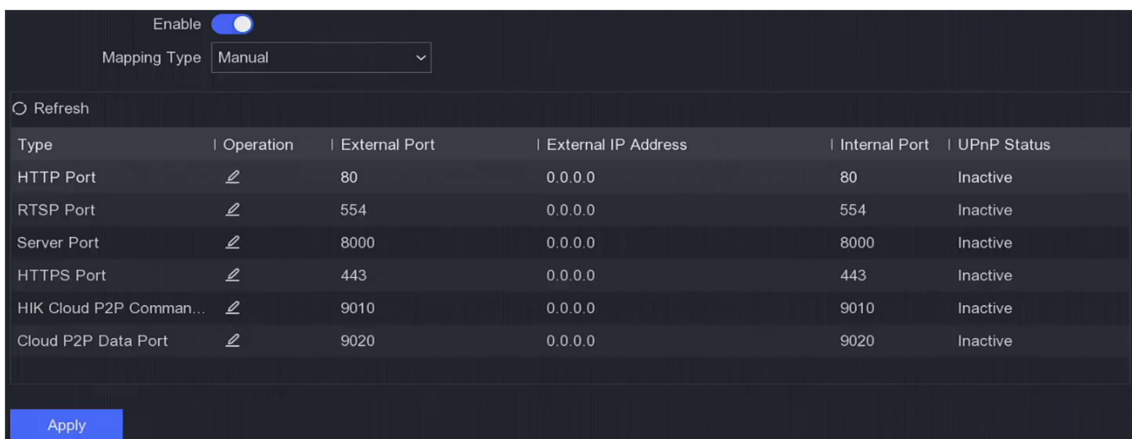 Enable
Mapping Type Manual
Refresh
Type Operation External Port External IP Address Internal Port UPnP Status
HTTP Port 80 0.0.0.0 80 Inactive
RTSP Port 554 0.0.0.0 554 Inactive
Server Port 8000 0.0.0.0 8000 Inactive
HTTPS Port 443 0.0.0.0 443 Inactive
HIK Cloud P2P Comman... 9010 0.0.0.0 9010 Inactive
Cloud P2P Data Port 9020 0.0.0.0 9020 Inactive
Apply